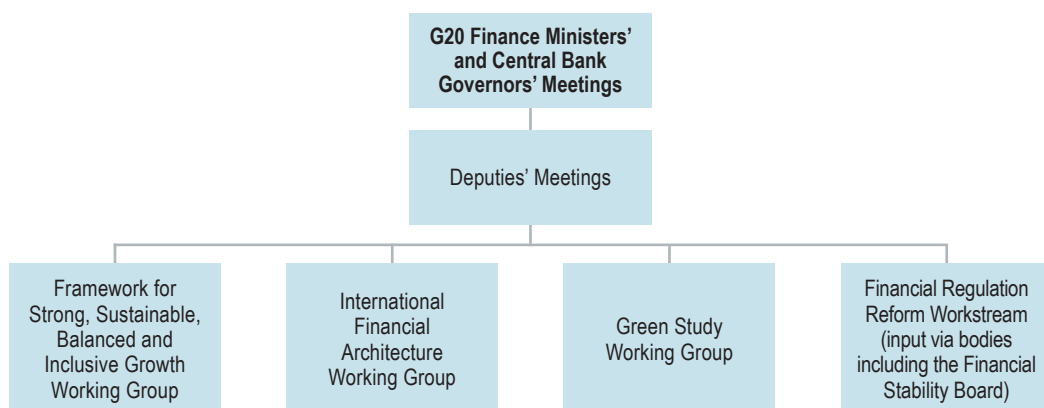 G20 Finance Ministers’
and Central Bank
Governors’ Meetings
Deputies’ Meetings
Framework for
Strong, Sustainable,
Balanced and
Inclusive Growth
Working Group
International
Financial
Architecture
Working Group
Green Study
Working Group
Financial Regulation
Reform Workstream
(input via bodies
including the Financial
Stability Board)